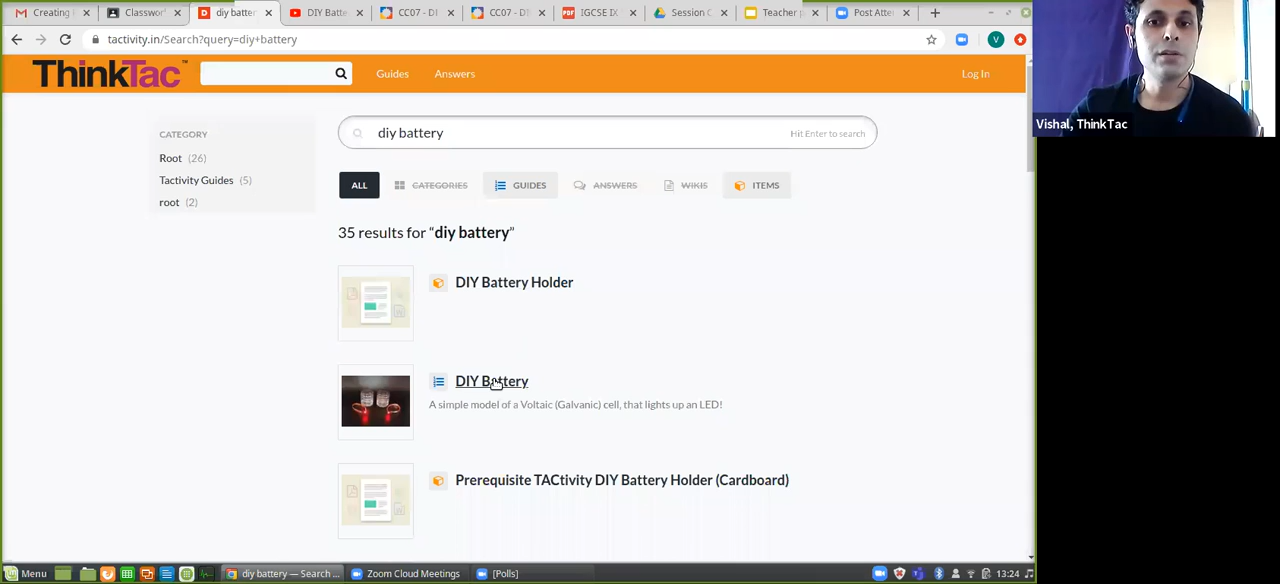 Creating
Classwor
diy batter
DIY Batte
CC07 - DI
CC07 - DI
IGCSE IX
Session C
Teacher p
Post Atte
tactivity.in/Search?query=diy+battery
V
ThinkTac™
Guides
Answers
Log In
Vishal, ThinkTac
CATEGORY
Root (26)
Tactivity Guides (5)
root (2)
diy battery
Hit Enter to search
ALL
CATEGORIES
GUIDES
ANSWERS
WIKIS
ITEMS
35 results for “diy battery”
DIY Battery Holder
DIY Battery
A simple model of a Voltaic (Galvanic) cell, that lights up an LED!
Prerequisite TACtivity DIY Battery Holder (Cardboard)
Menu
diy battery — Search ...
Zoom Cloud Meetings
[Polls]
13:24